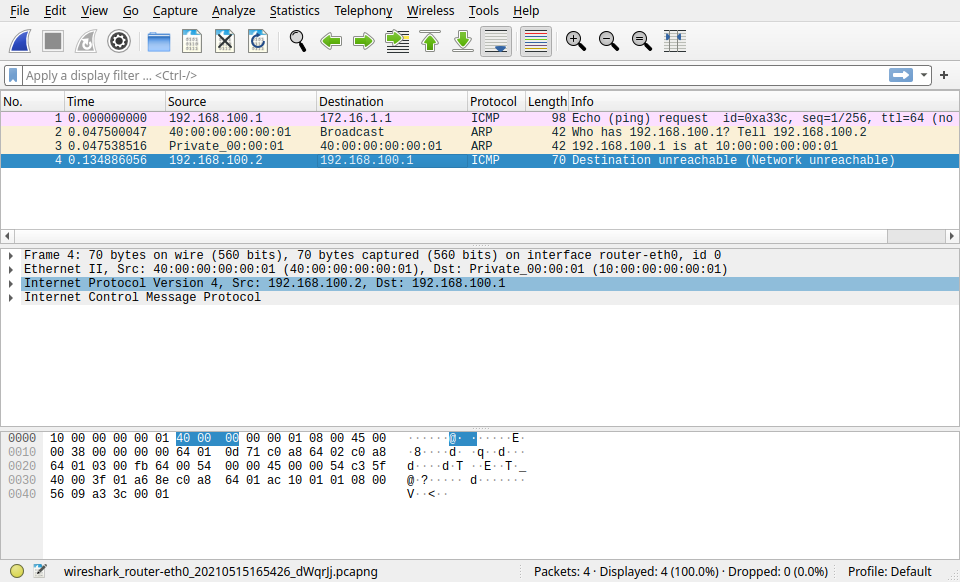 File Edit View Go Capture Analyze Statistics Telephony Wireless Tools Help
Apply a display filter ... <Ctrl-/>
No. Time Source Destination Protocol Length Info
1 0.000000000 192.168.100.1 172.16.1.1 ICMP 98 Echo (ping) request id=0xa33c, seq=1/256, ttl=64 (no
2 0.047500047 40:00:00:00:00:01 Broadcast ARP 42 Who has 192.168.100.1? Tell 192.168.100.2
3 0.047538516 Private_00:00:01 40:00:00:00:00:01 ARP 42 192.168.100.1 is at 10:00:00:00:00:01
4 0.134886056 192.168.100.2 192.168.100.1 ICMP 70 Destination unreachable (Network unreachable)
Frame 4: 70 bytes on wire (560 bits), 70 bytes captured (560 bits) on interface router-eth0, id 0
Ethernet II, Src: 40:00:00:00:00:01 (40:00:00:00:00:01), Dst: Private_00:00:01 (10:00:00:00:00:01)
Internet Protocol Version 4, Src: 192.168.100.2, Dst: 192.168.100.1
Internet Control Message Protocol
0000 10 00 00 00 00 01 40 00 00 00 00 01 08 00 45 00 ······@· ·····E·
0010 00 38 00 00 00 00 64 01 0d 71 c0 a8 64 02 c0 a8 ·8····d· ·q··d···
0020 64 01 03 00 fb 64 00 54 00 00 45 00 00 54 c3 5f d····d·T ··E··T·_
0030 40 00 3f 01 a6 8e c0 a8 64 01 ac 10 01 01 08 00 @·?····· d·······
0040 56 09 a3 3c 00 01 V··<··
wireshark_router-eth0_20210515165426_dWqrJj.pcapng Packets: 4 · Displayed: 4 (100.0%) · Dropped: 0 (0.0%) Profile: Default